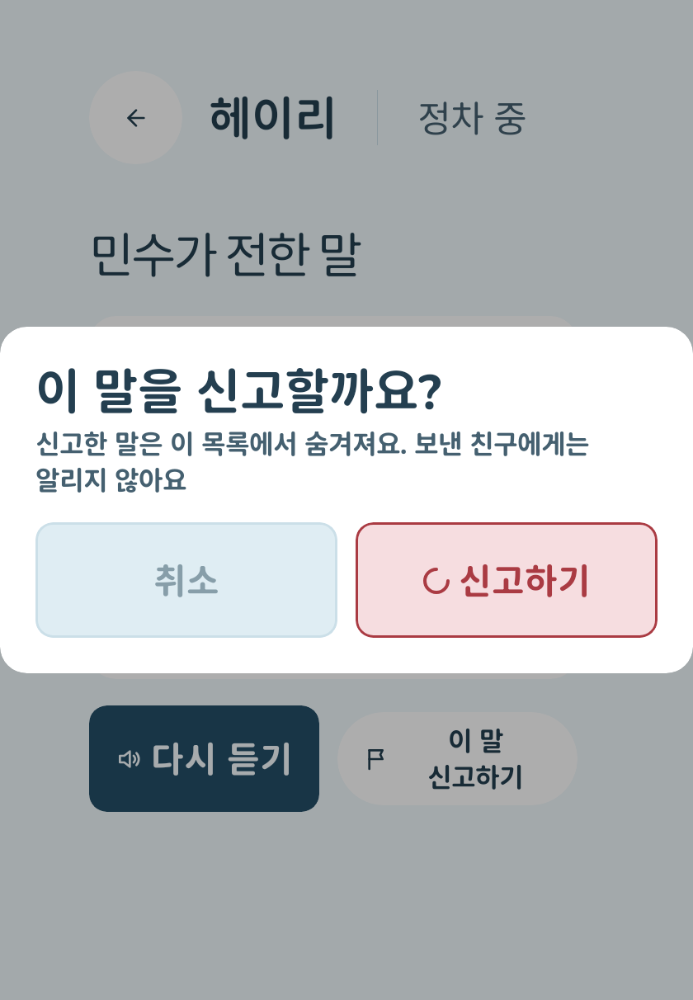 헤이리
정차 중
민수가 전한 말
이 말을 신고할까요?
신고한 말은 이 목록에서 숨겨져요. 보낸 친구에게는
알리지 않아요
취소
신고하기
다시 듣기
이 말
신고하기